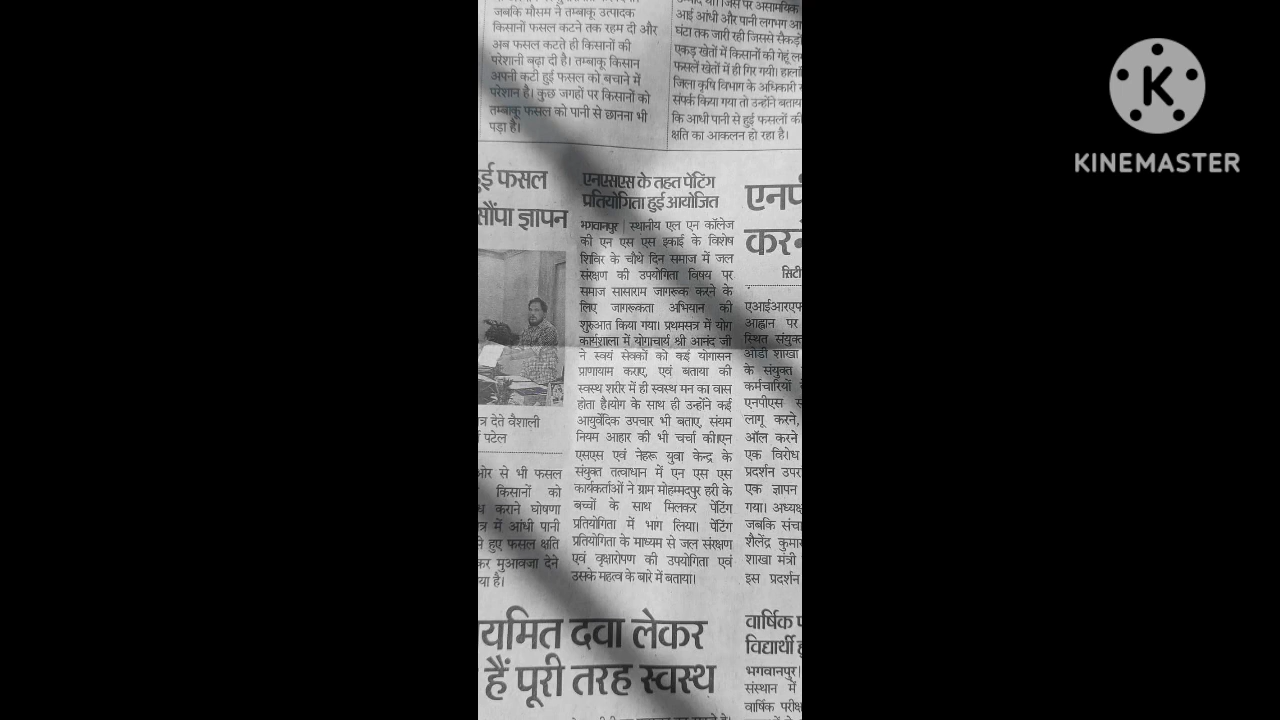 जबकि मौसम ने तम्बाकू उत्पादक
किसानों फसल कटने तक रहम दी और
अब फसल कटते ही किसानों की
परेशानी बढ़ा दी है। तम्बाकू किसान
अपनी कटी हुई फसल को बचाने में
परेशान है। कुछ जगहों पर किसानों को
तम्बाकू फसल को पानी से छानना भी
पड़ा है।
आई आंधी और पानी लगभग
घंटा तक जारी रही जिससे सैकड़ों
एकड़ खेतों में किसानों की गेहूं
फसलें खेतों में ही गिर गयी।
जिला कृषि विभाग के अधिकारी
संपर्क किया गया तो उन्होंने
कि आधी पानी से हुई फसलों की
क्षति का आकलन हो रहा है।
हुई फसल
सौंपा ज्ञापन
त्र देते वैशाली
पटेल
ओर से भी फसल
किसानों को
कराने घोषणा
त्र में आंधी पानी
से हुए फसल क्षति
कर मुआवजा देने
या है।
एनएसएस के तहत पेंटिंग
प्रतियोगिता हुई आयोजित
भगवानपुर | स्थानीय एल एन कॉलेज
की एन एस एस इकाई के विशेष
शिविर के चौथे दिन समाज में जल
संरक्षण की उपयोगिता विषय पर
समाज सासाराम जागरूक करने के
लिए जागरूकता अभियान की
शुरुआत किया गया। प्रथमसत्र में योग
कार्यशाला में योगाचार्य श्री आनंद जी
ने स्वयं सेवकों को कई योगासन
प्राणायाम कराए, एवं बताया की
स्वस्थ शरीर में ही स्वस्थ मन का वास
होता है।योग के साथ ही उन्होंने कई
आयुर्वेदिक उपचार भी बताए, संयम
नियम आहार की भी चर्चा की।एन
एसएस एवं नेहरू युवा केन्द्र के
संयुक्त तत्वाधान में एन एस एस
कार्यकर्ताओं ने ग्राम मोहम्मदपुर हरी के
बच्चों के साथ मिलकर पेंटिंग
प्रतियोगिता में भाग लिया। पेंटिंग
प्रतियोगिता के माध्यम से जल संरक्षण
एवं वृक्षारोपण की उपयोगिता एवं
उसके महत्व के बारे में बताया।
करने
सिटी
एआईआरएफ
आह्वान पर
स्थित संयुक्त
ओडी शाखा
के संयुक्त
कर्मचारियों
एनपीएस
लागू करने,
ऑल करने
एक विरोध
प्रदर्शन
एक ज्ञापन
गया। अध्यक्ष
जबकि
शैलेंद्र कुमार
शाखा मंत्री
इस प्रदर्शन
यमित दवा लेकर
हैं पूरी तरह स्वस्थ
वार्षिक
विद्यार्थी
भगवानपुर|
संस्थान में
वार्षिक
K
KINEMASTER